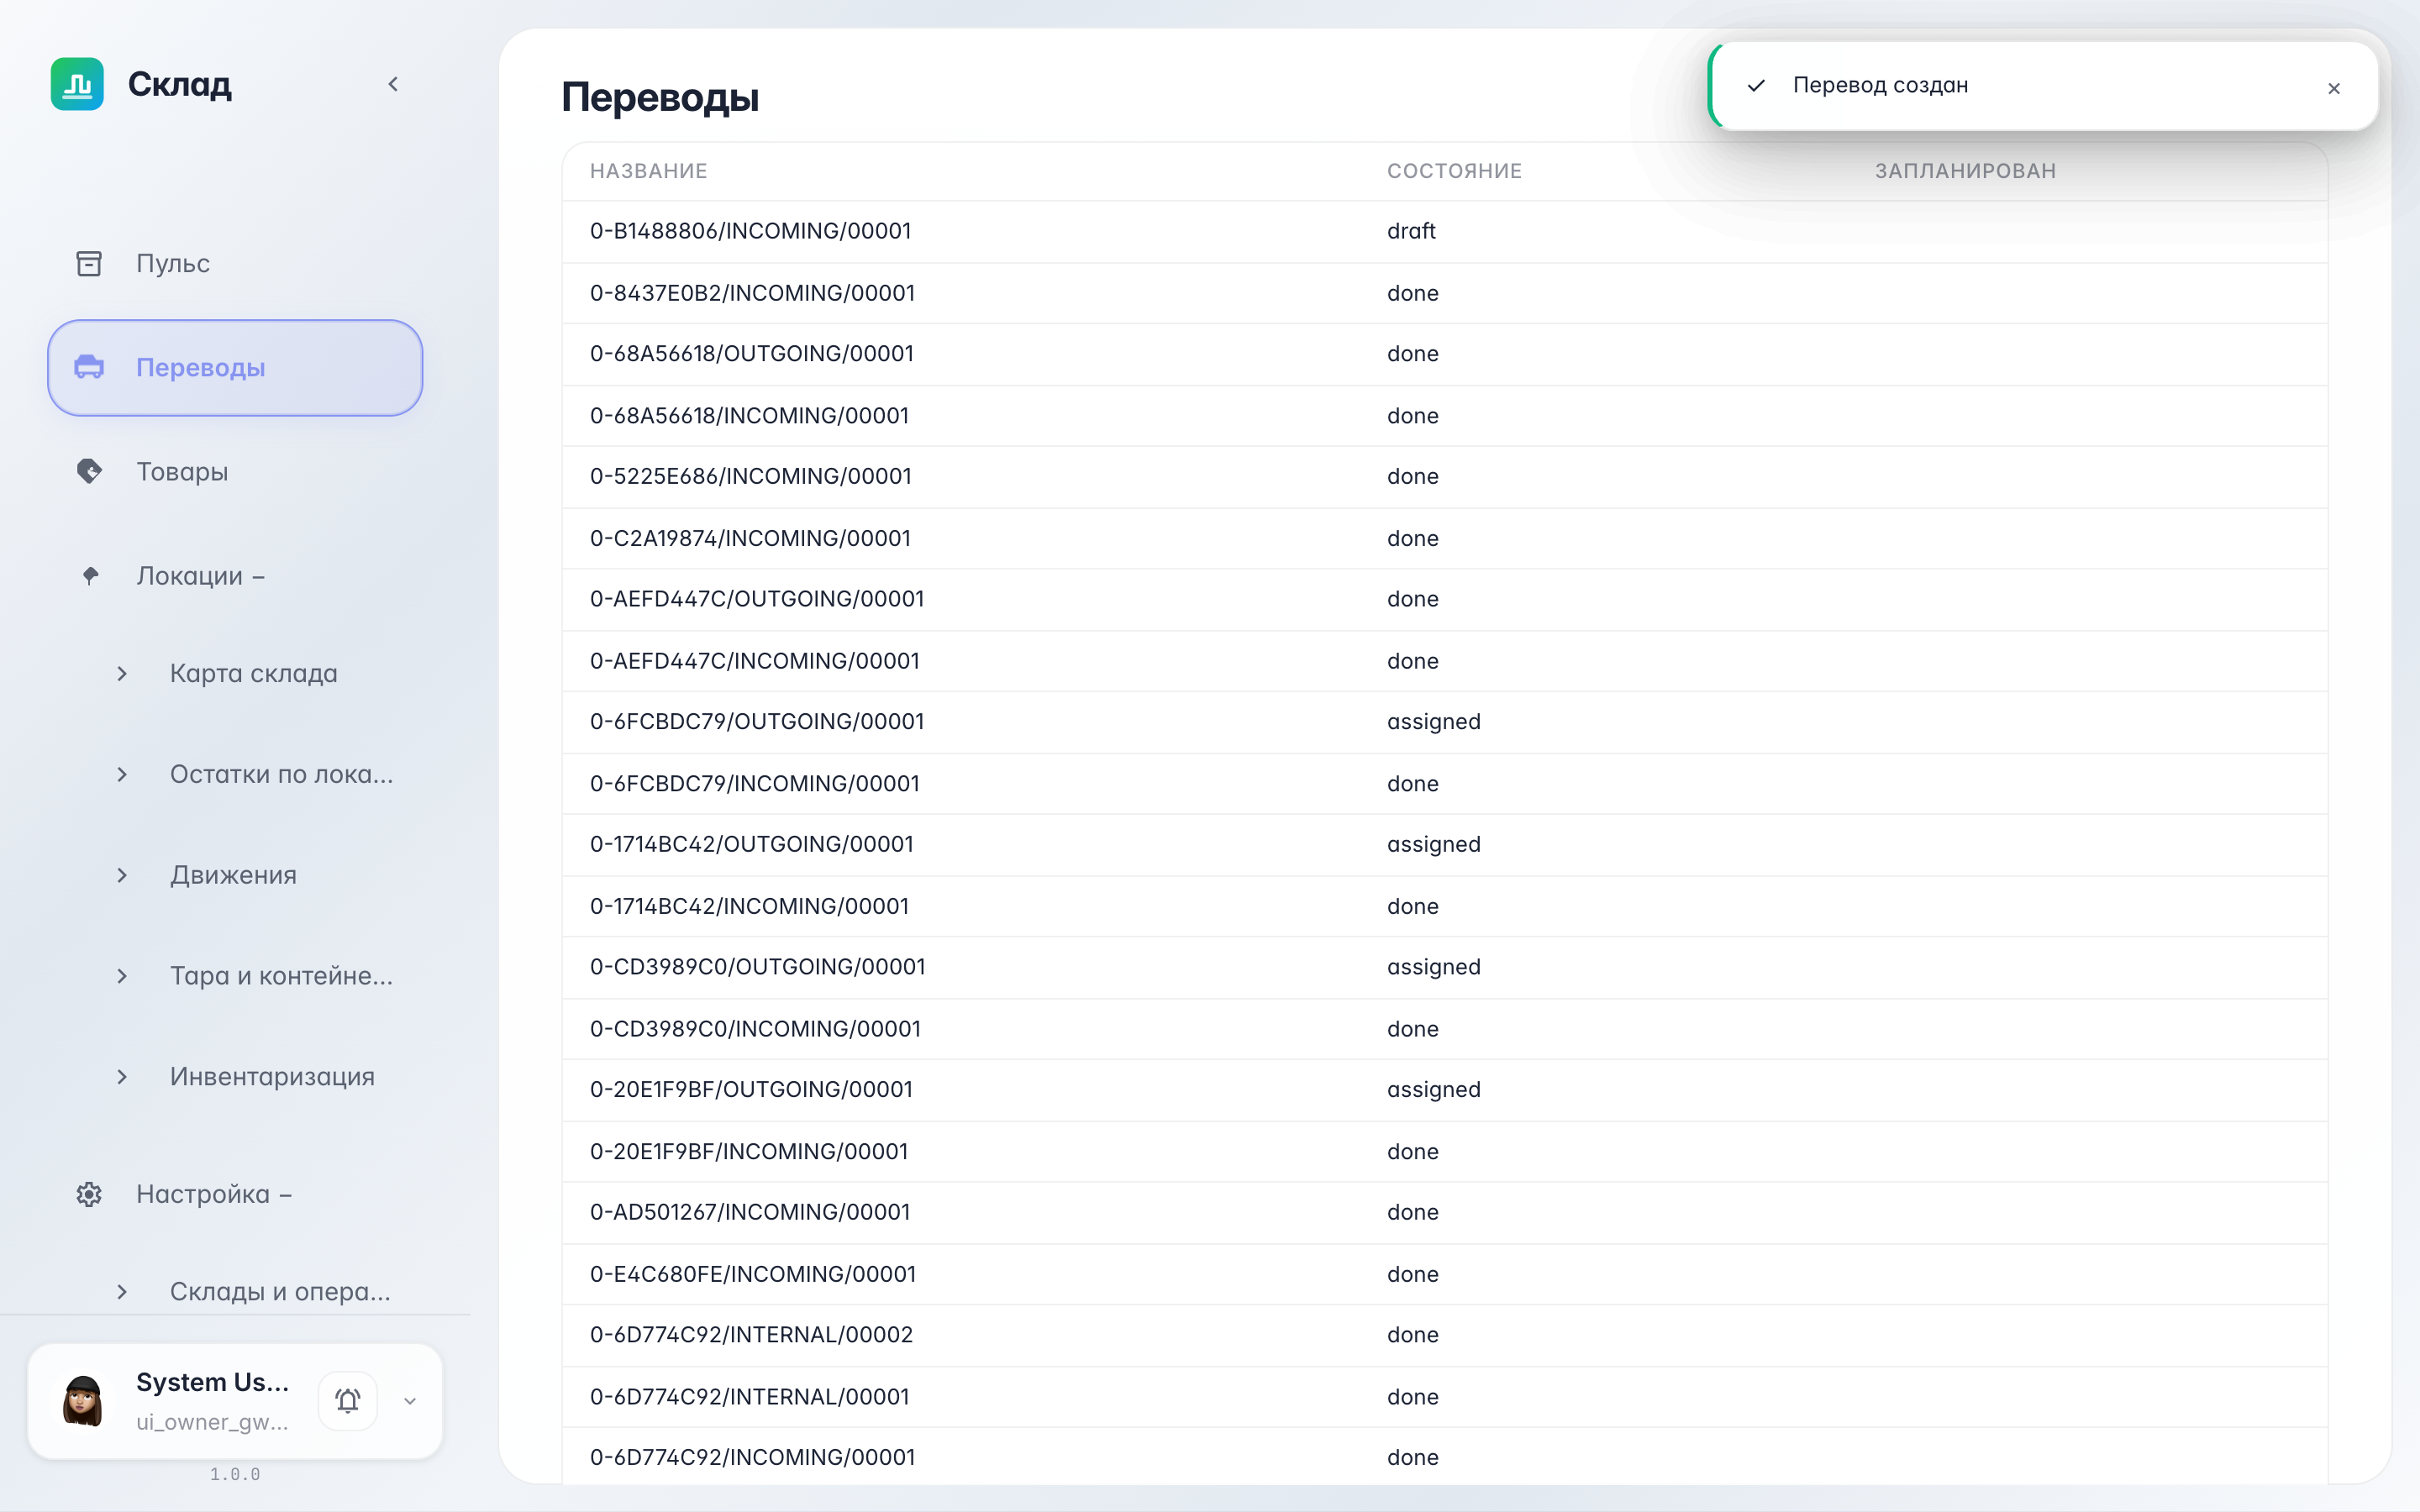 Склад
Пульс
Переводы
Товары
Локации –
Карта склада
Остатки по лока...
Движения
Тара и контейне...
Инвентаризация
Настройка –
Склады и опера...
System Us...
ui_owner_gw...
1.0.0
Переводы
Перевод создан
НАЗВАНИЕ СОСТОЯНИЕ ЗАПЛАНИРОВАН
0-B1488806/INCOMING/00001 draft
0-8437E0B2/INCOMING/00001 done
0-68A56618/OUTGOING/00001 done
0-68A56618/INCOMING/00001 done
0-5225E686/INCOMING/00001 done
0-C2A19874/INCOMING/00001 done
0-AEFD447C/OUTGOING/00001 done
0-AEFD447C/INCOMING/00001 done
0-6FCBDC79/OUTGOING/00001 assigned
0-6FCBDC79/INCOMING/00001 done
0-1714BC42/OUTGOING/00001 assigned
0-1714BC42/INCOMING/00001 done
0-CD3989C0/OUTGOING/00001 assigned
0-CD3989C0/INCOMING/00001 done
0-20E1F9BF/OUTGOING/00001 assigned
0-20E1F9BF/INCOMING/00001 done
0-AD501267/INCOMING/00001 done
0-E4C680FE/INCOMING/00001 done
0-6D774C92/INTERNAL/00002 done
0-6D774C92/INTERNAL/00001 done
0-6D774C92/INCOMING/00001 done